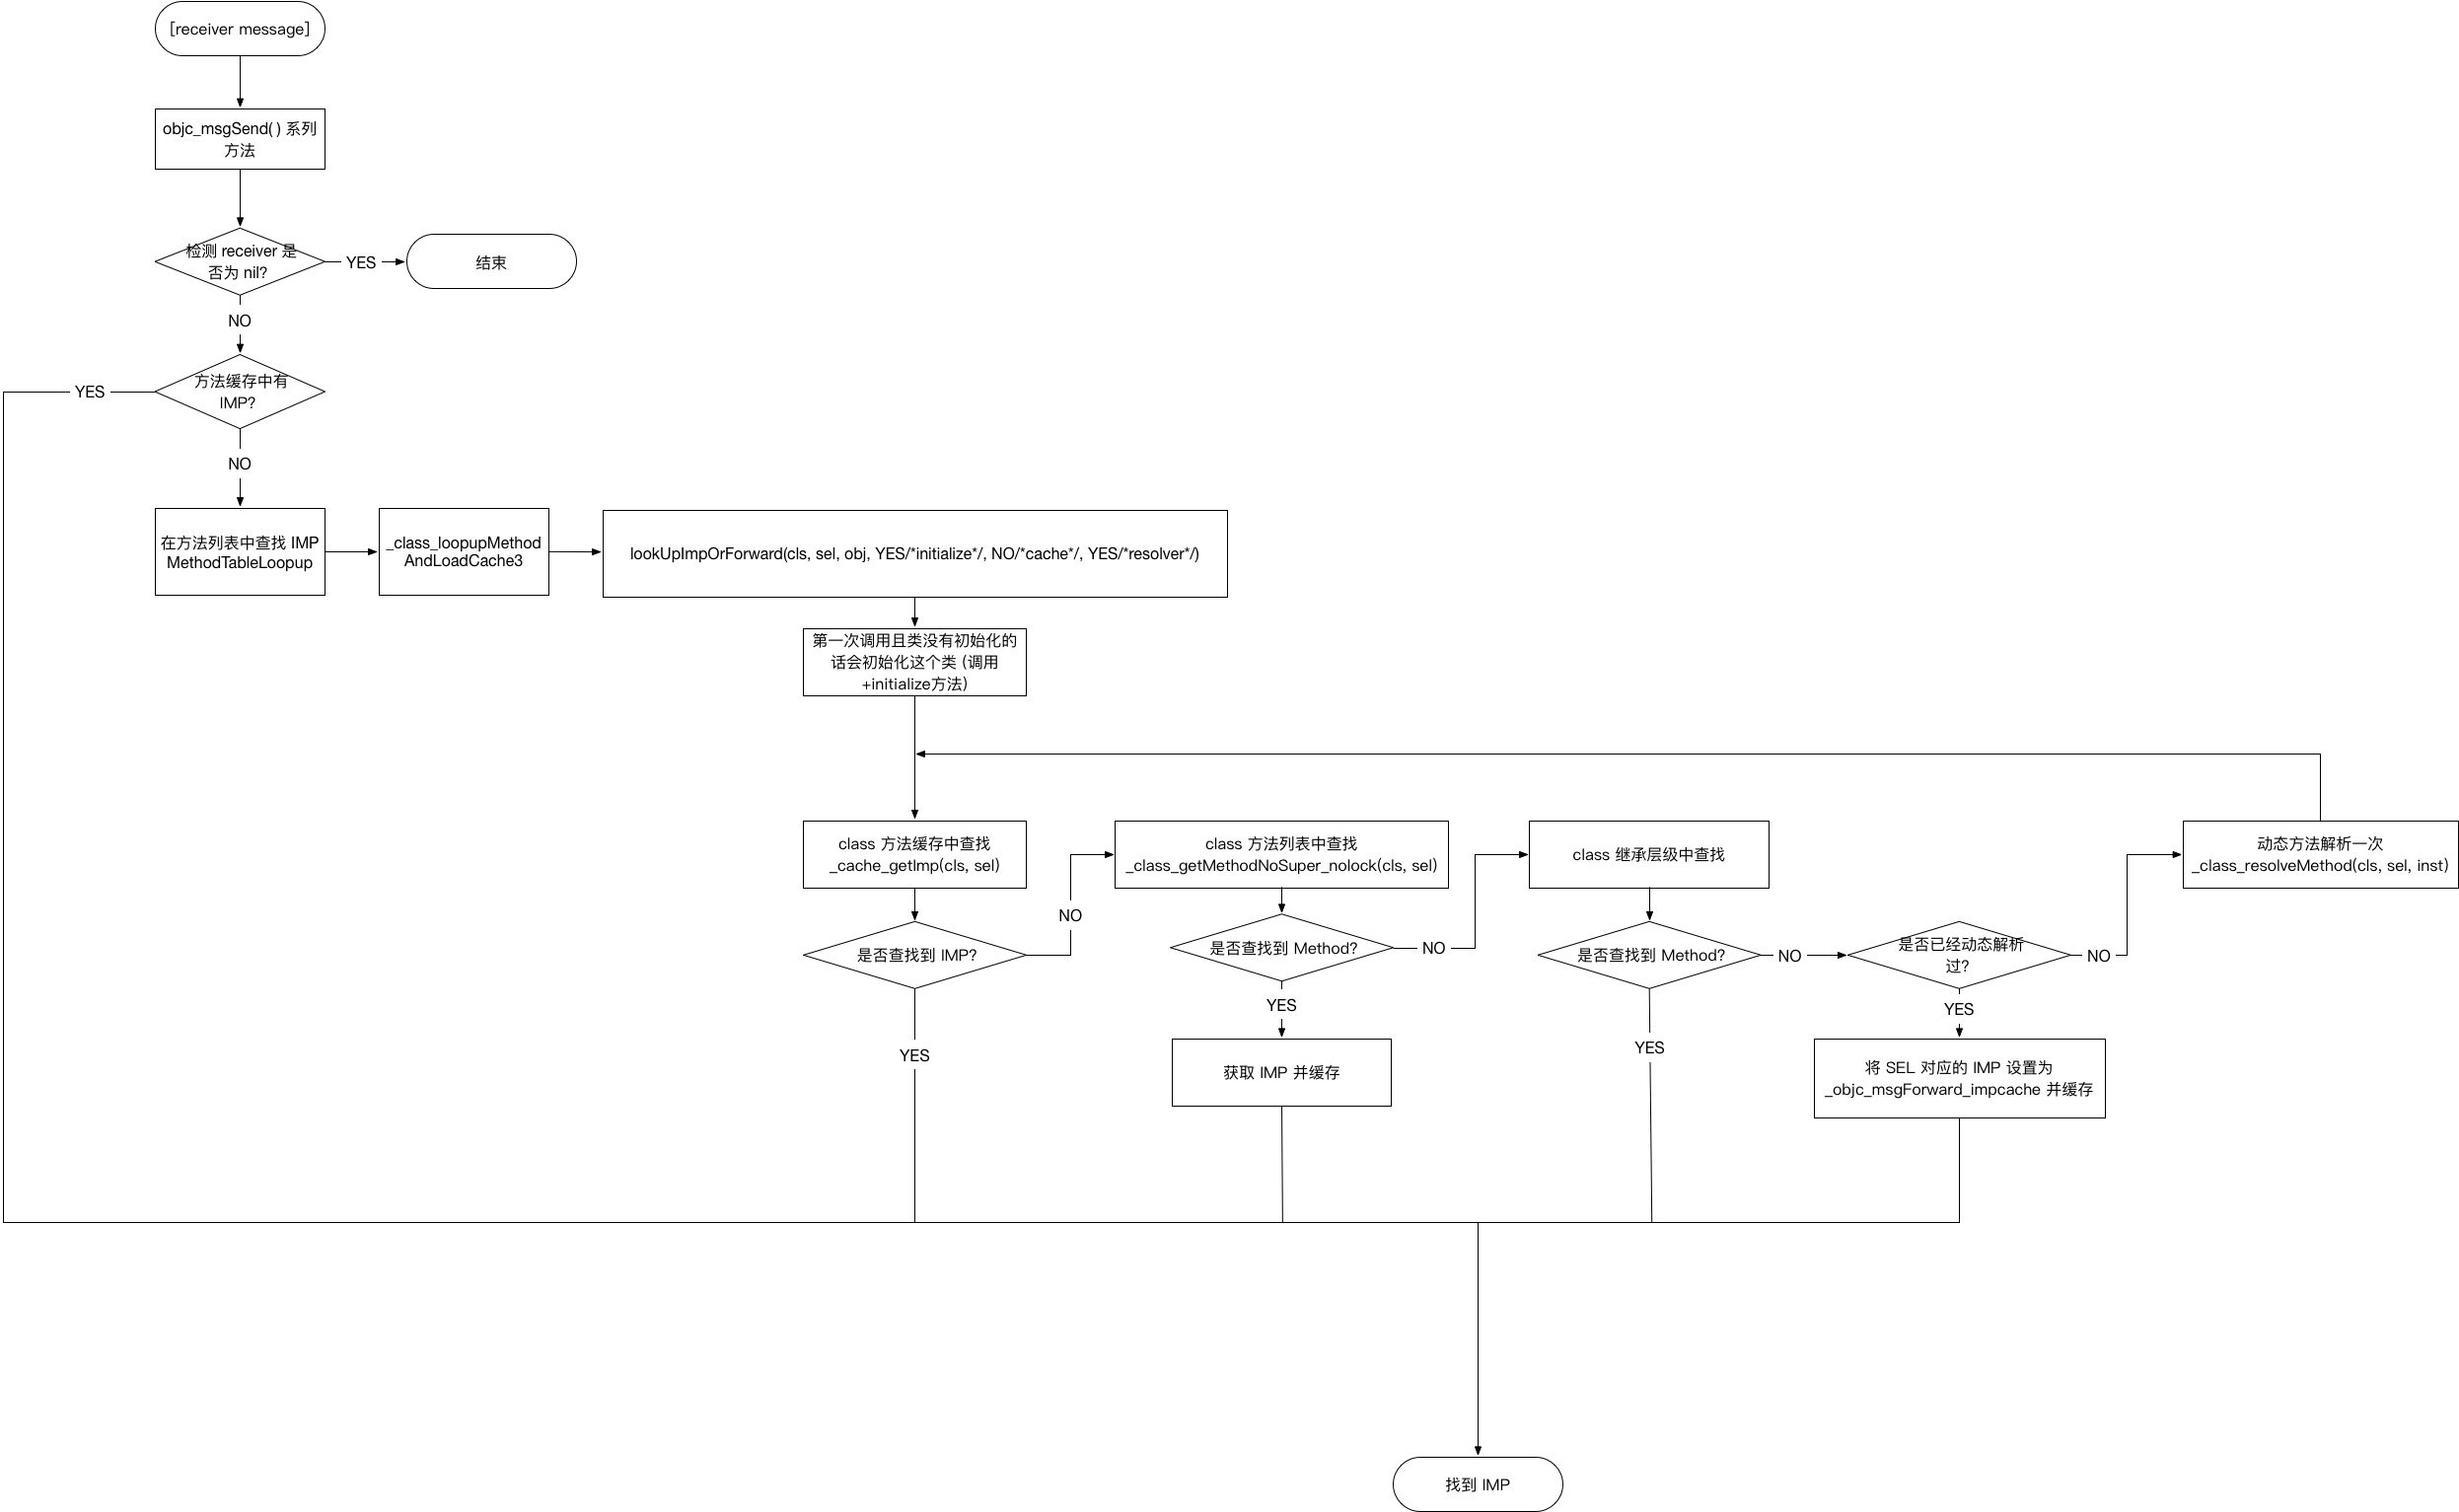 [receiver message]
objc_msgSend( ) 系列
方法
检测 receiver 是
否为 nil?
YES
结束
NO
方法缓存中有
IMP?
YES
NO
在方法列表中查找 IMP
MethodTableLoopup
_class_loopupMethod
AndLoadCache3
lookUpImpOrForward(cls, sel, obj, YES/*initialize*/, NO/*cache*/, YES/*resolver*/)
第一次调用且类没有初始化的
话会初始化这个类 (调用
+initialize方法)
class 方法缓存中查找
_cache_getImp(cls, sel)
class 方法列表中查找
_class_getMethodNoSuper_nolock(cls, sel)
class 继承层级中查找
动态方法解析一次
_class_resolveMethod(cls, sel, inst)
NO
是否查找到 IMP?
是否查找到 Method?
NO
是否查找到 Method?
NO
是否已经动态解析
过?
NO
YES
YES
YES
YES
获取 IMP 并缓存
将 SEL 对应的 IMP 设置为
_objc_msgForward_impcache 并缓存
找到 IMP